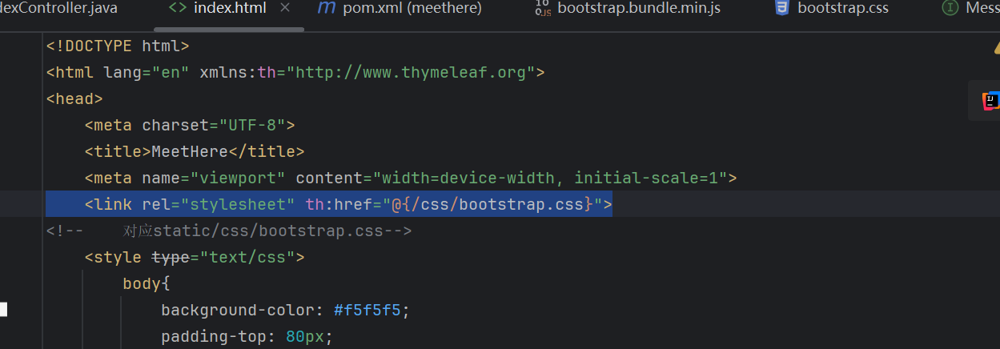 dexController.java index.html pom.xml (meethere) bootstrap.bundle.min.js bootstrap.css Mess
<!DOCTYPE html>
<html lang="en" xmlns:th="http://www.thymeleaf.org">
<head>
<meta charset="UTF-8">
<title>MeetHere</title>
<meta name="viewport" content="width=device-width, initial-scale=1">
<link rel="stylesheet" th:href="@{/css/bootstrap.css}">
<!-- 对应static/css/bootstrap.css-->
<style type="text/css">
body{
background-color: #f5f5f5;
padding-top: 80px;